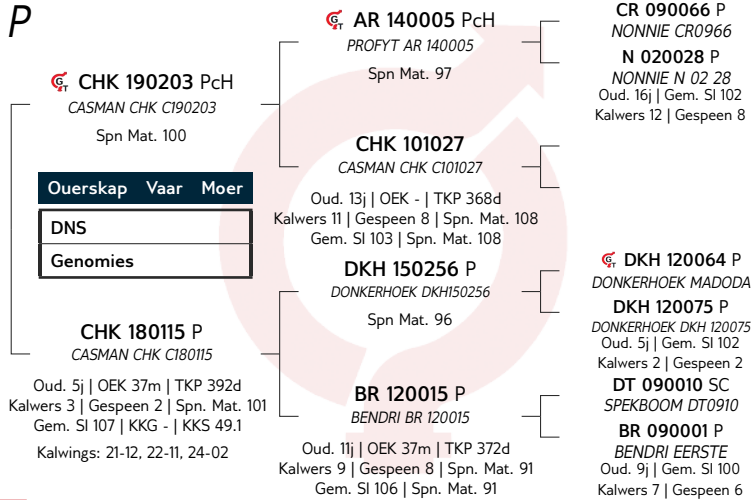 P
CHK 190203 PcH
CASMAN CHK C190203
Spn Mat. 100
Ouerskap Vaar Moer
DNS
Genomies
CHK 180115 P
CASMAN CHK C180115
Oud. 5j | OEK 37m | TKP 392d
Kalwers 3 | Gespeen 2 | Spn. Mat. 101
Gem. SI 107 | KKG - | KKS 49.1
Kalwings: 21-12, 22-11, 24-02
GT AR 140005 PcH
PROFYT AR 140005
Spn Mat. 97
CHK 101027
CASMAN CHK C101027
Oud. 13j | OEK - | TKP 368d
Kalwers 11 | Gespeen 8 | Spn. Mat. 108
Gem. SI 103 | Spn. Mat. 108
DKH 150256 P
DONKERHOEK DKH150256
Spn Mat. 96
BR 120015 P
BENDRI BR 120015
Oud. 11j | OEK 37m | TKP 372d
Kalwers 9 | Gespeen 8 | Spn. Mat. 91
Gem. SI 106 | Spn. Mat. 91
CR 090066 P
NONNIE CR0966
N 020028 P
NONNIE N 02 28
Oud. 16j | Gem. SI 102
Kalwers 12 | Gespeen 8
GT DKH 120064 P
DONKERHOEK MADODA
DKH 120075 P
DONKERHOEK DKH 120075
Oud. 5j | Gem. SI 102
Kalwers 2 | Gespeen 2
DT 090010 SC
SPEKBOOM DT0910
BR 090001 P
BENDRI EERSTE
Oud. 9j | Gem. SI 100
Kalwers 7 | Gespeen 6